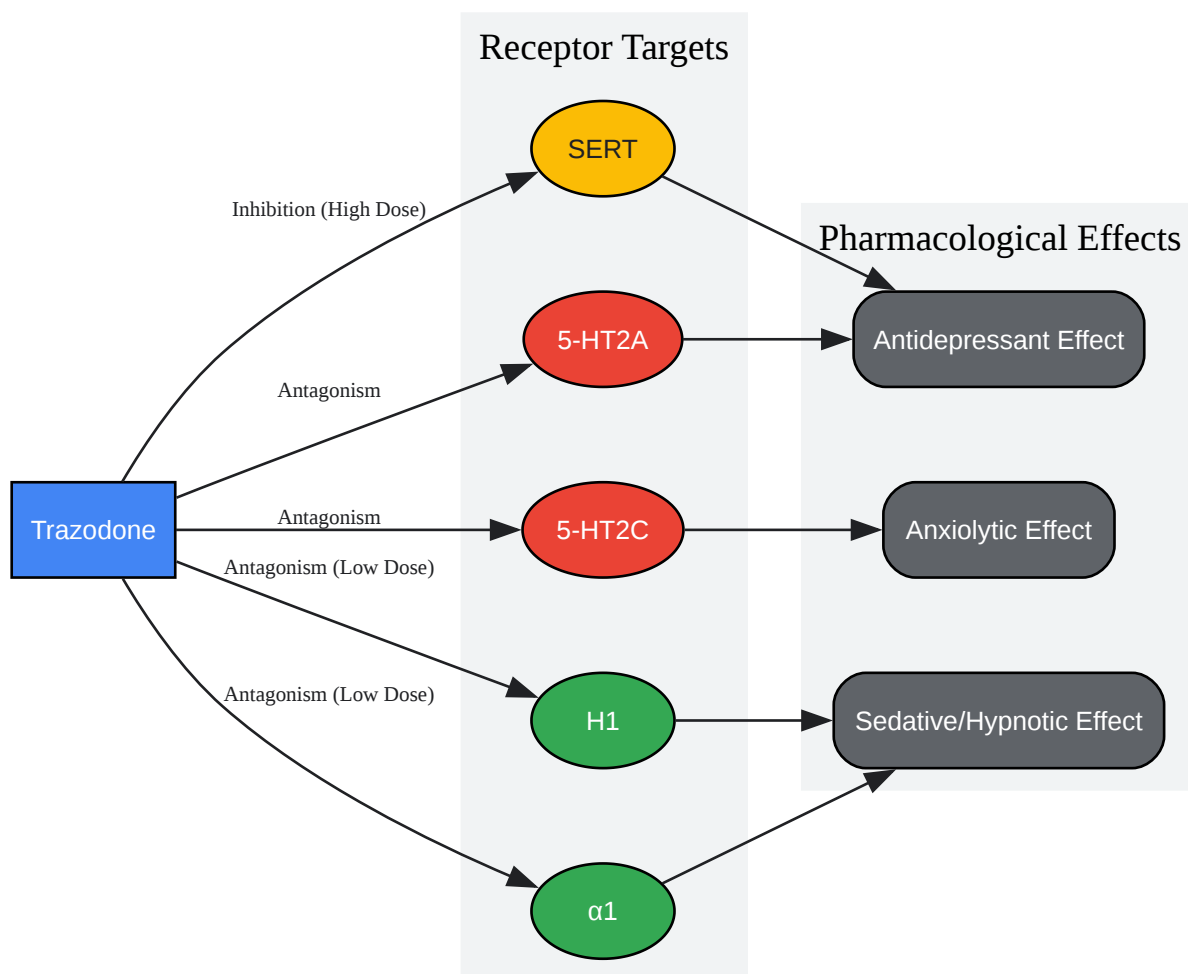 Receptor Targets
SERT
Inhibition (High Dose)
Pharmacological Effects
5-HT2A
Antidepressant Effect
Antagonism
Trazodone
Antagonism
5-HT2C
Anxiolytic Effect
Antagonism (Low Dose)
Antagonism (Low Dose)
H1
Sedative/Hypnotic Effect
α1